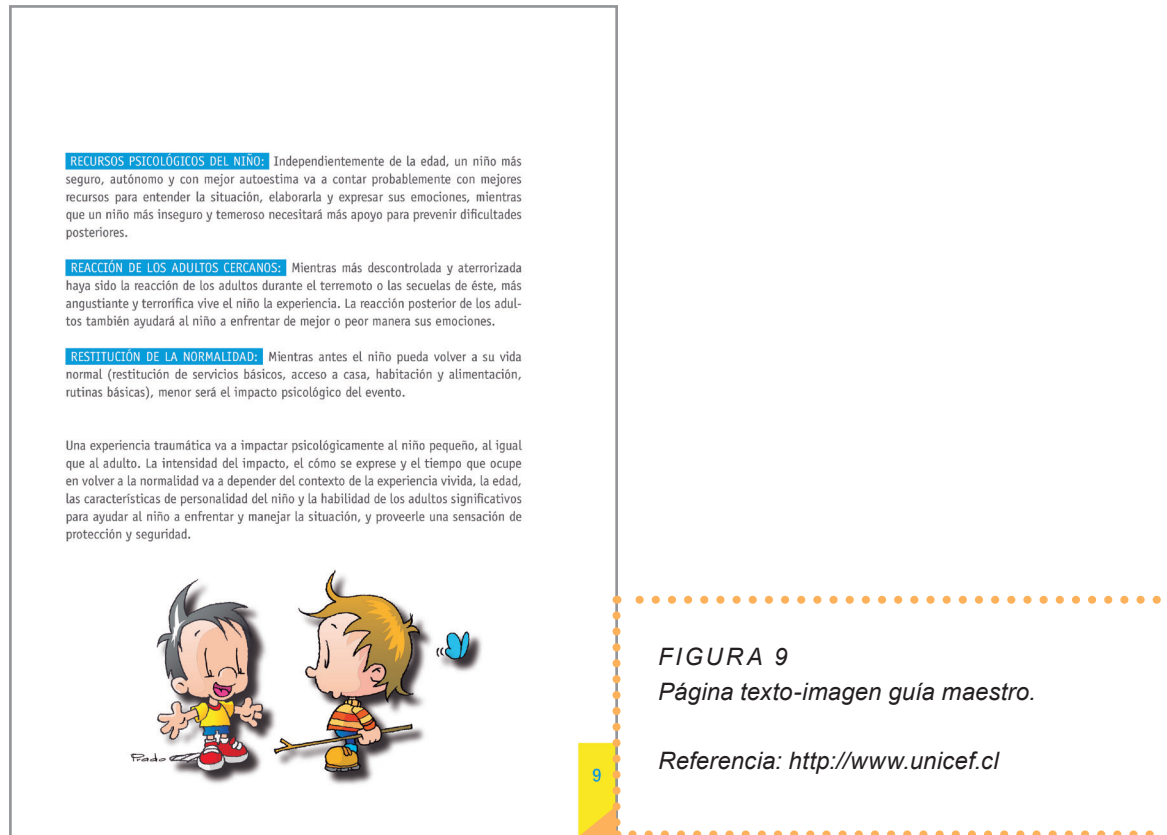 RECURSOS PSICOLÓGICOS DEL NIÑO: Independientemente de la edad, un niño más
seguro, autónomo y con mejor autoestima va a contar probablemente con mejores
recursos para entender la situación, elaborarla y expresar sus emociones, mientras
que un niño más inseguro y temeroso necesitará más apoyo para prevenir dificultades
posteriores.
REACCIÓN DE LOS ADULTOS CERCANOS: Mientras más descontrolada y aterrorizada
haya sido la reacción de los adultos durante el terremoto o las secuelas de éste, más
angustiante y terrorífica vive el niño la experiencia. La reacción posterior de los adul-
tos también ayudará al niño a enfrentar de mejor o peor manera sus emociones.
RESTITUCIÓN DE LA NORMALIDAD: Mientras antes el niño pueda volver a su vida
normal (restitución de servicios básicos, acceso a casa, habitación y alimentación,
rutinas básicas), menor será el impacto psicológico del evento.
Una experiencia traumática va a impactar psicológicamente al niño pequeño, al igual
que al adulto. La intensidad del impacto, el cómo se exprese y el tiempo que ocupe
en volver a la normalidad va a depender del contexto de la experiencia vivida, la edad,
las características de personalidad del niño y la habilidad de los adultos significativos
para ayudar al niño a enfrentar y manejar la situación, y proveerle una sensación de
protección y seguridad.
Prado
9
FIGURA 9
Página texto-imagen guía maestro.
Referencia: http://www.unicef.cl